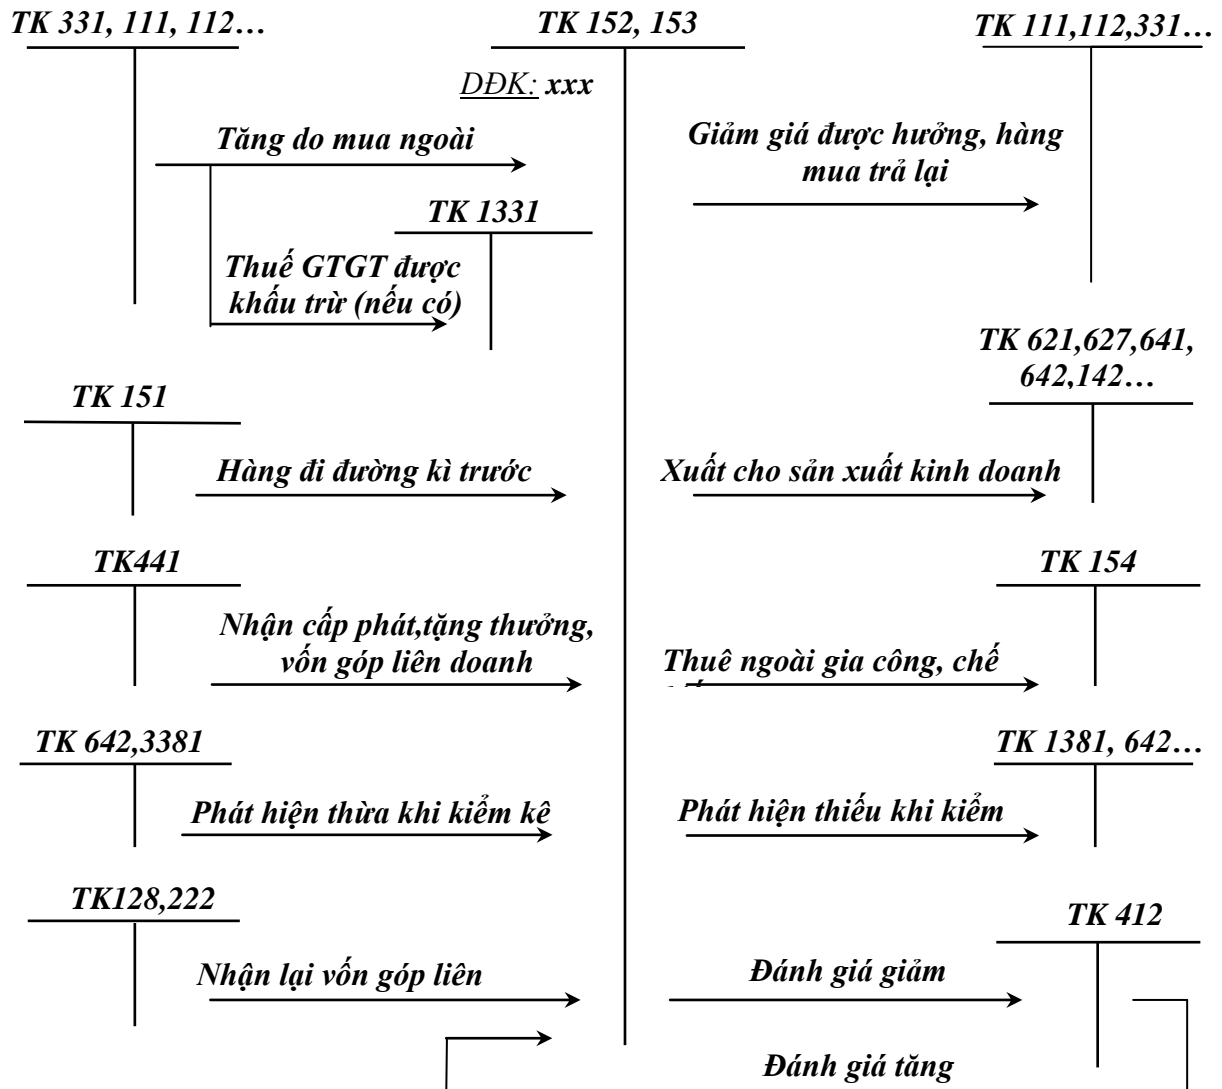 TK 331, 111, 112…
TK 152, 153
TK 111,112,331…
DĐK: xxx
Tăng do mua ngoài
Giảm giá được hưởng, hàng
mua trả lại
TK 1331
Thuế GTGT được
khấu trừ (nếu có)
TK 621,627,641,
642,142…
TK 151
Hàng đi đường kì trước
Xuất cho sản xuất kinh doanh
TK441
TK 154
Nhận cấp phát,tặng thưởng,
vốn góp liên doanh
Thuê ngoài gia công, chế
TK 642,3381
TK 1381, 642…
Phát hiện thừa khi kiểm kê
Phát hiện thiếu khi kiểm
TK128,222
TK 412
Nhận lại vốn góp liên
Đánh giá giảm
Đánh giá tăng